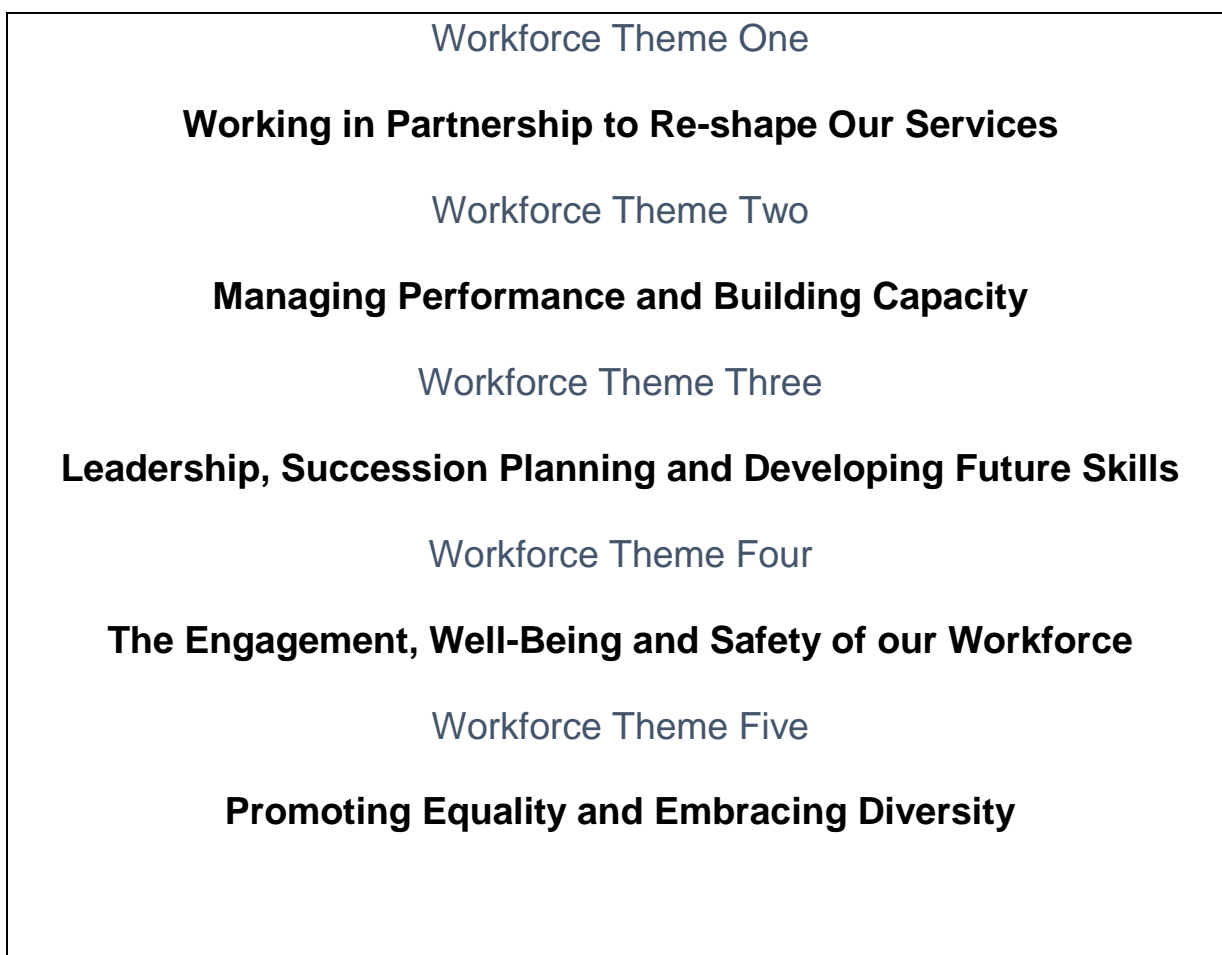 Workforce Theme One
Working in Partnership to Re-shape Our Services
Workforce Theme Two
Managing Performance and Building Capacity
Workforce Theme Three
Leadership, Succession Planning and Developing Future Skills
Workforce Theme Four
The Engagement, Well-Being and Safety of our Workforce
Workforce Theme Five
Promoting Equality and Embracing Diversity